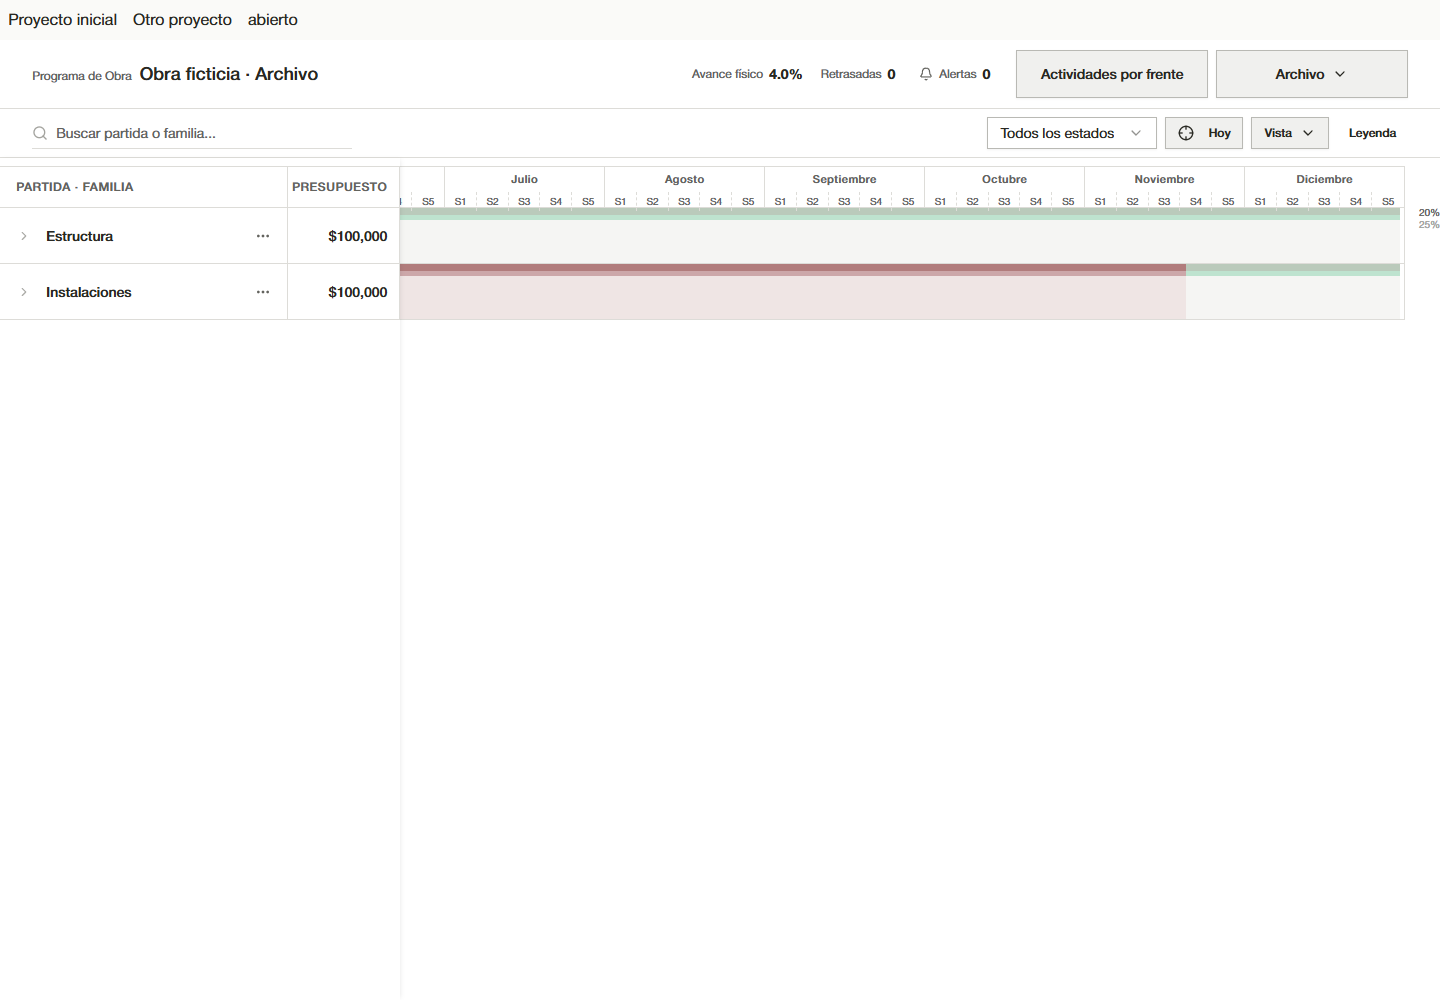 Proyecto inicial Otro proyecto abierto
Programa de Obra Obra ficticia · Archivo
Avance físico 4.0% Retrasadas 0 Alertas 0 Actividades por frente Archivo
Buscar partida o familia...
Todos los estados Hoy Vista Leyenda
PARTIDA · FAMILIA PRESUPUESTO Julio Agosto Septiembre Octubre Noviembre Diciembre
S5 S1 S2 S3 S4 S5 S1 S2 S3 S4 S5 S1 S2 S3 S4 S5 S1 S2 S3 S4 S5 S1 S2 S3 S4 S5 S1 S2 S3 S4 S5
Estructura ••• $100,000 20%
25%
Instalaciones ••• $100,000